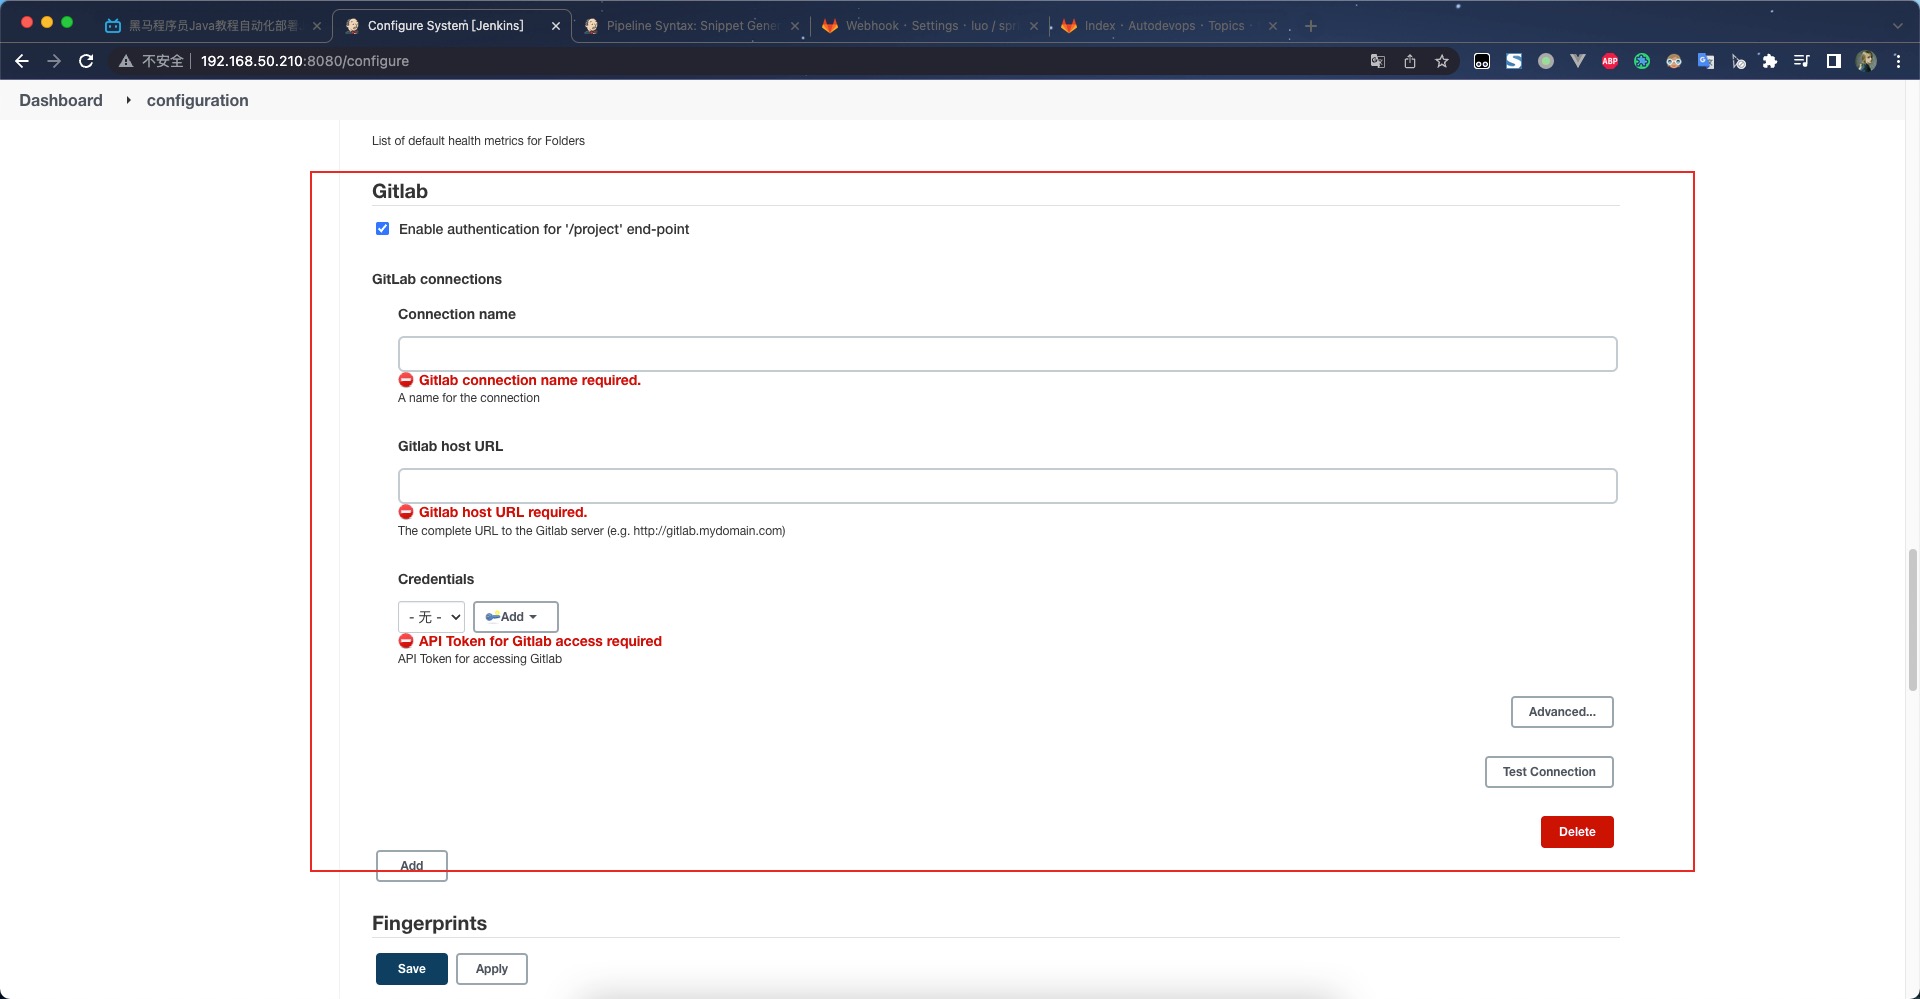 黑马程序员Java教程自动化部署
Configure System [Jenkins]
Pipeline Syntax: Snippet Gene
Webhook · Settings · luo / spr
Index · Autodevops · Topics ·
不安全 192.168.50.210:8080/configure
ABP
Dashboard configuration
List of default health metrics for Folders
Gitlab
Enable authentication for '/project' end-point
GitLab connections
Connection name
Gitlab connection name required.
A name for the connection
Gitlab host URL
Gitlab host URL required.
The complete URL to the Gitlab server (e.g. http://gitlab.mydomain.com)
Credentials
- 无 - Add
API Token for Gitlab access required
API Token for accessing Gitlab
Advanced...
Test Connection
Delete
Add
Fingerprints
Save Apply